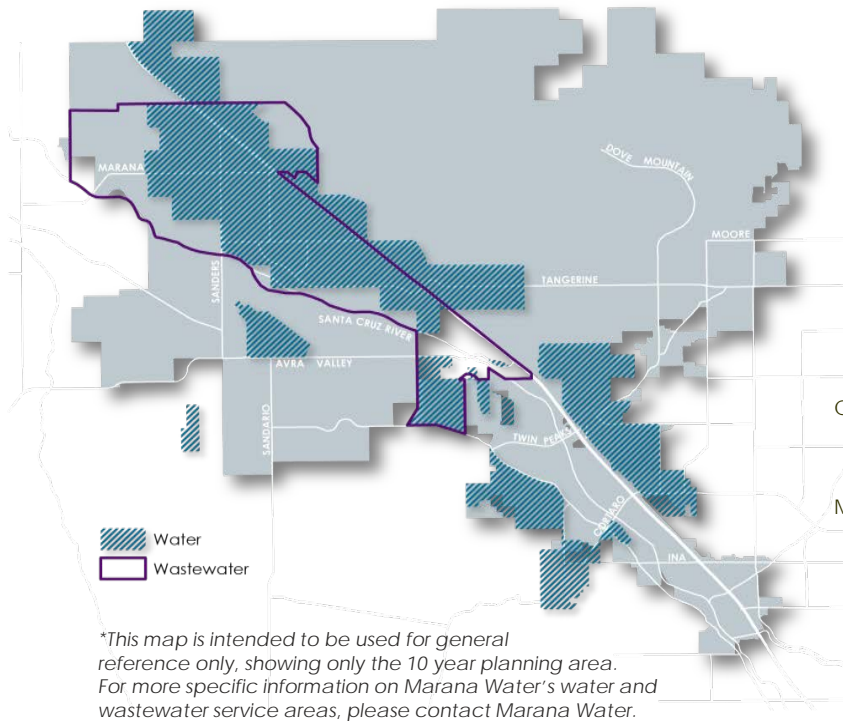 DOVE MOUNTAIN
MARANA
MOORE
SANDERS
TANGERINE
SANTA CRUZ RIVER
AVRA VALLEY
SANDARIO
TWIN PEAKS
C
CORTARO
M
INA
Water
Wastewater
*This map is intended to be used for general
reference only, showing only the 10 year planning area.
For more specific information on Marana Water's water and
wastewater service areas, please contact Marana Water.